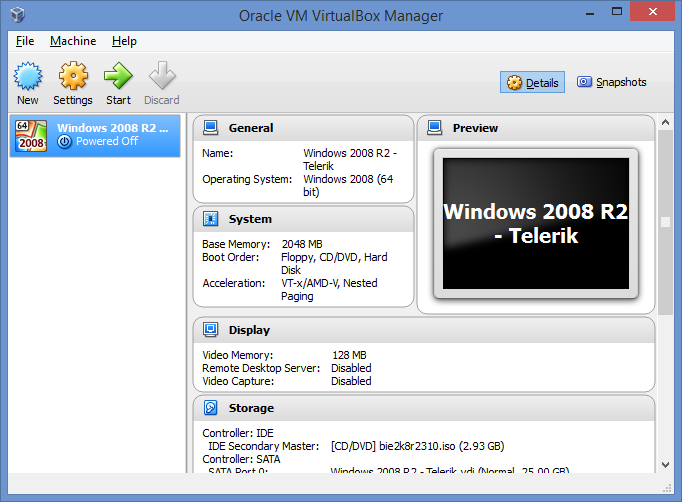 Oracle VM VirtualBox Manager
File Machine Help
New Settings Start Discard
Details Snapshots
64
2008
Windows 2008 R2 ...
Powered Off
General
Name: Windows 2008 R2 -
Telerik
Operating System: Windows 2008 (64
bit)
Preview
Windows 2008 R2
- Telerik
System
Base Memory: 2048 MB
Boot Order: Floppy, CD/DVD, Hard
Disk
Acceleration: VT-x/AMD-V, Nested
Paging
Display
Video Memory: 128 MB
Remote Desktop Server: Disabled
Video Capture: Disabled
Storage
Controller: IDE
IDE Secondary Master: [CD/DVD] bie2k8r2310.iso (2.93 GB)
Controller: SATA
SATA Port 0: Windows 2008 R2 - Telerik.vdi (Normal, 25.00 GB)